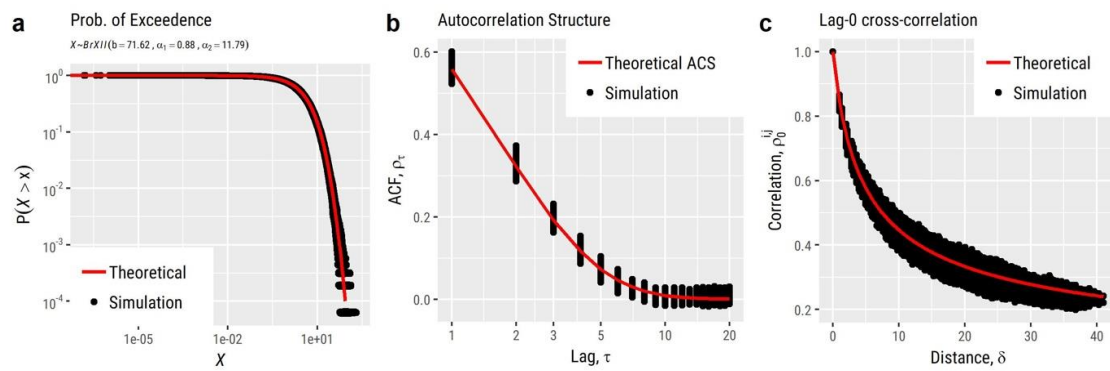 a
Prob. of Exceedence
X~BrXII(b = 71.62 , α₁ = 0.88 , α₂ = 11.79)
P(X > x)
10⁰
10⁻¹
10⁻²
10⁻³
10⁻⁴
Theoretical
Simulation
1e-05
1e-02
1e+01
X
b
Autocorrelation Structure
ACF, ρτ
0.6
0.4
0.2
0.0
Theoretical ACS
Simulation
1
2
3
5
10
20
Lag, τ
c
Lag-0 cross-correlation
Correlation, ρ₀ⁱ,ʲ
1.0
0.8
0.6
0.4
0.2
Theoretical
Simulation
0
10
20
30
40
Distance, δ